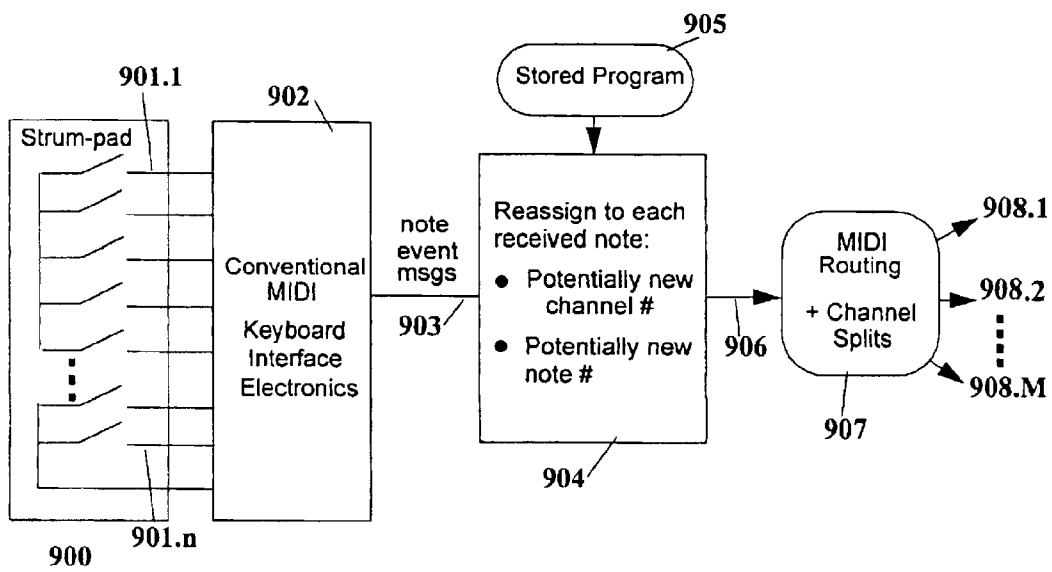 905
Stored Program
901.1
902
Strum-pad
Conventional
MIDI
Keyboard
Interface
Electronics
note
event
msgs
903
Reassign to each
received note:
● Potentially new
channel #
● Potentially new
note #
904
906
MIDI
Routing
+ Channel
Splits
907
908.1
908.2
908.M
901.n
900